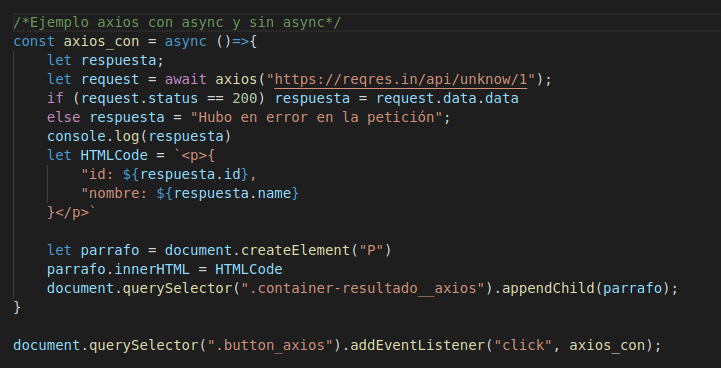 /*Ejemplo axios con async y sin async*/
const axios_con = async ()=>{
let respuesta;
let request = await axios("https://reqres.in/api/unknow/1");
if (request.status == 200) respuesta = request.data.data
else respuesta = "Hubo en error en la petición";
console.log(respuesta)
let HTMLCode = `<p>{
"id: ${respuesta.id},
"nombre: ${respuesta.name}
}</p>`
let parrafo = document.createElement("P")
parrafo.innerHTML = HTMLCode
document.querySelector(".container-resultado__axios").appendChild(parrafo);
}
document.querySelector(".button_axios").addEventListener("click", axios_con);